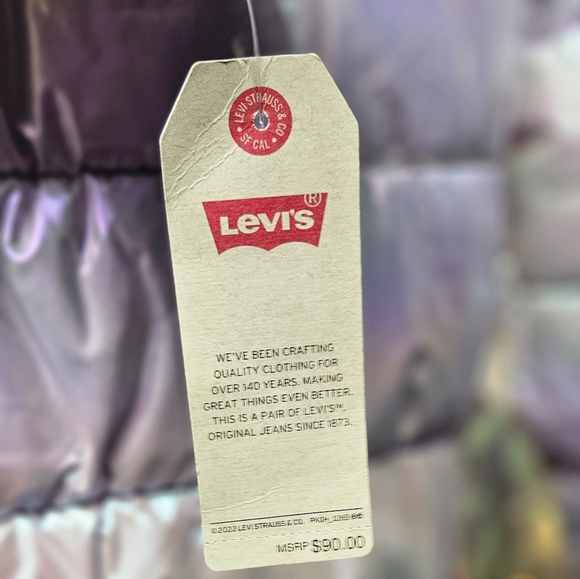 LEVI STRAUSS & CO
• SF CAL •
LEVI'S®
WE'VE BEEN CRAFTING
QUALITY CLOTHING FOR
OVER 140 YEARS. MAKING
GREAT THINGS EVEN BETTER.
THIS IS A PAIR OF LEVI'S™
ORIGINAL JEANS SINCE 1873.
©2022 LEVI STRAUSS & CO.
MSRP $90.00